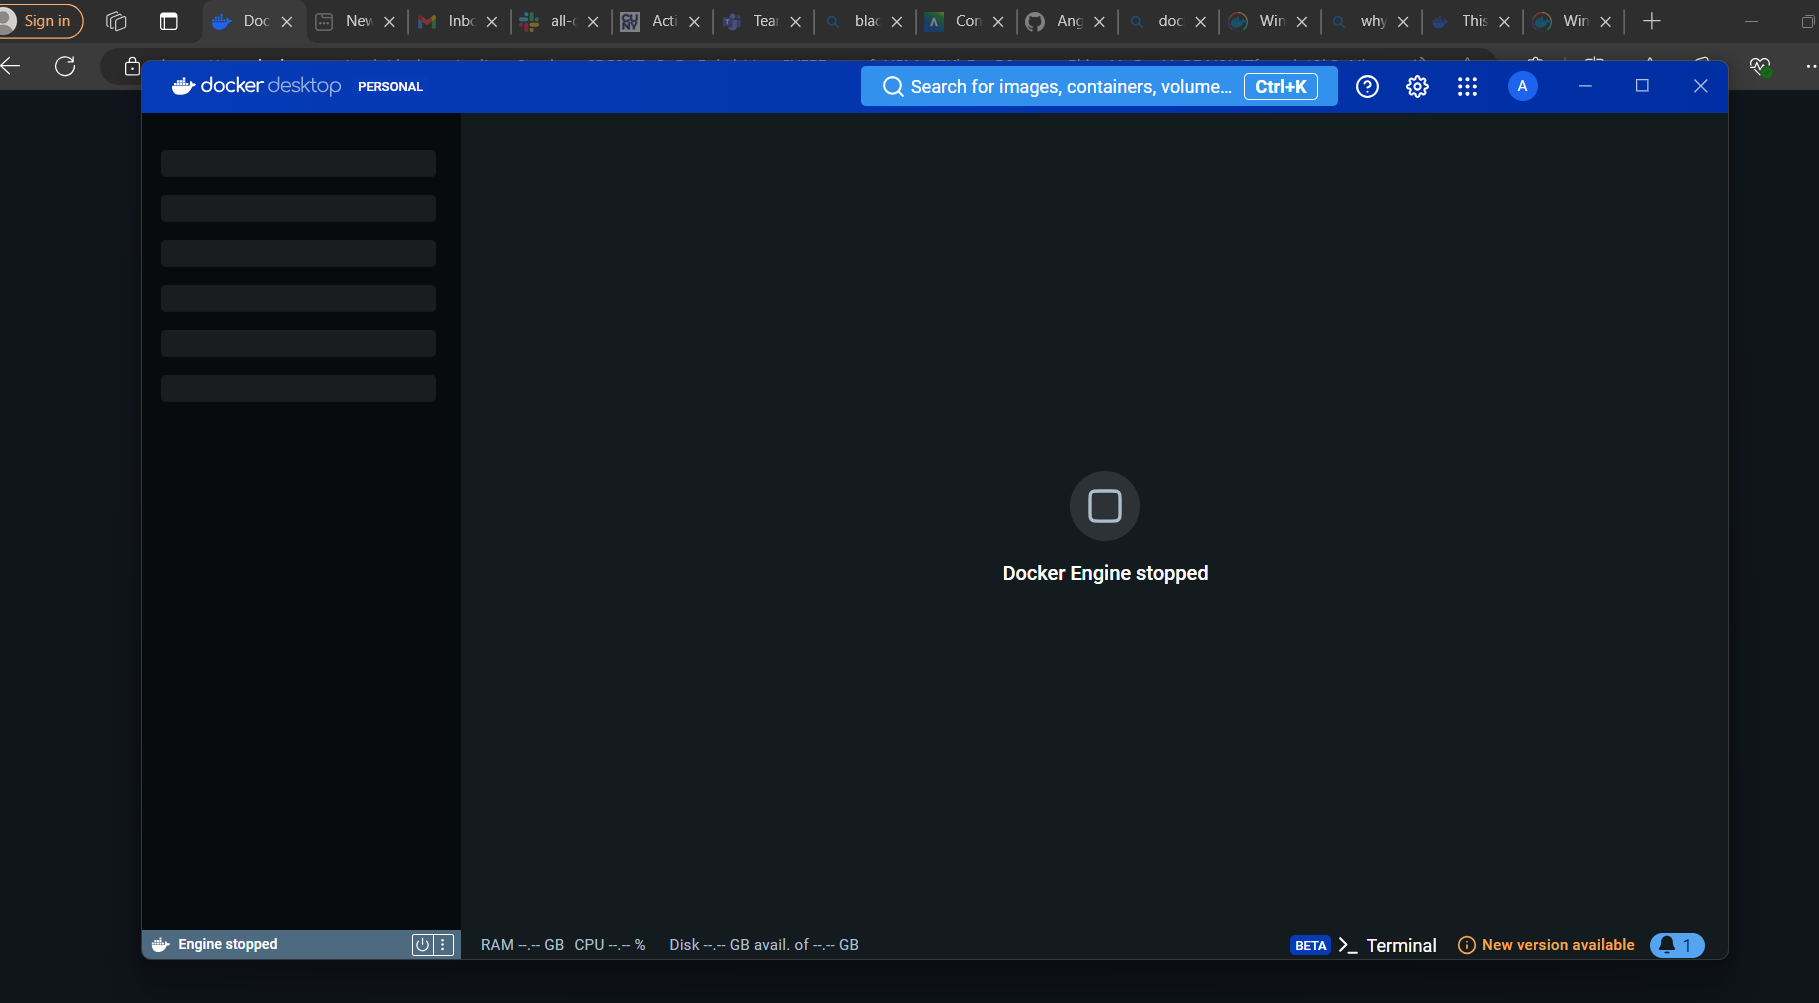 Sign in
Doc
New
Inbo
all-c
Acti
Tear
blac
Con
Ang
doc
Win
why
This
Win
docker desktop PERSONAL
Search for images, containers, volume... Ctrl+K
A
Docker Engine stopped
Engine stopped
RAM --.-- GB CPU --.-- % Disk --.-- GB avail. of --.-- GB
BETA >_ Terminal
New version available
1